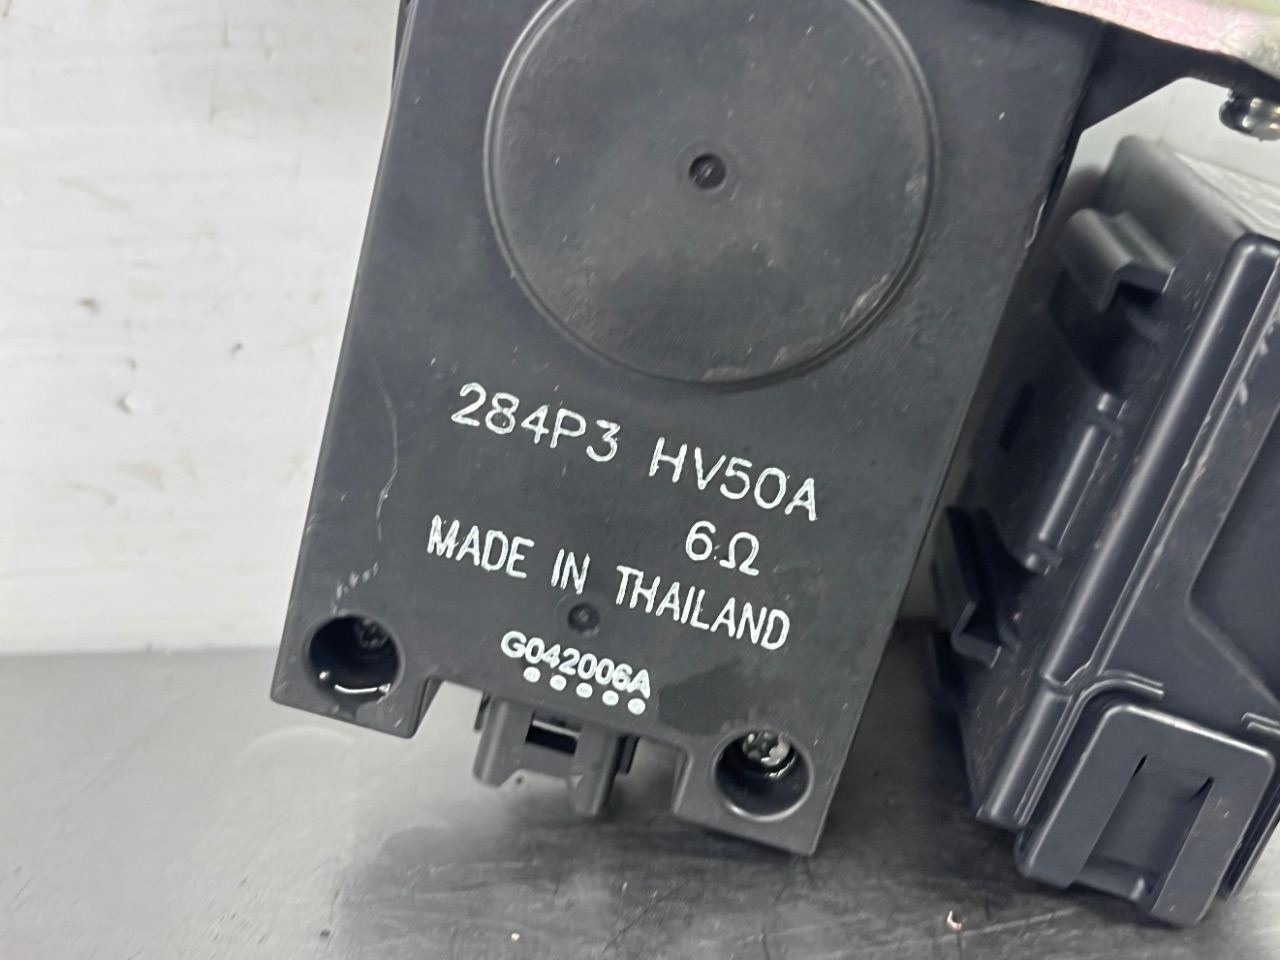 284P3 HV50A
6Ω
MADE IN THAILAND
G042006A